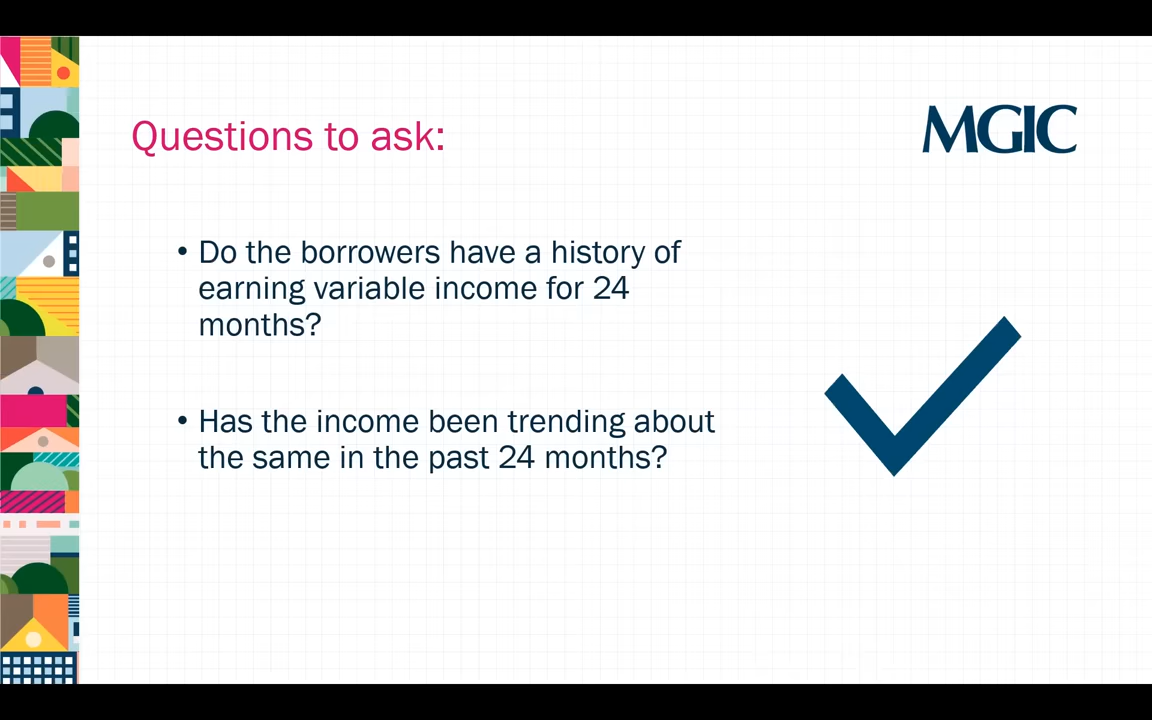 Questions to ask:
MGIC
• Do the borrowers have a history of
earning variable income for 24
months?
• Has the income been trending about
the same in the past 24 months?